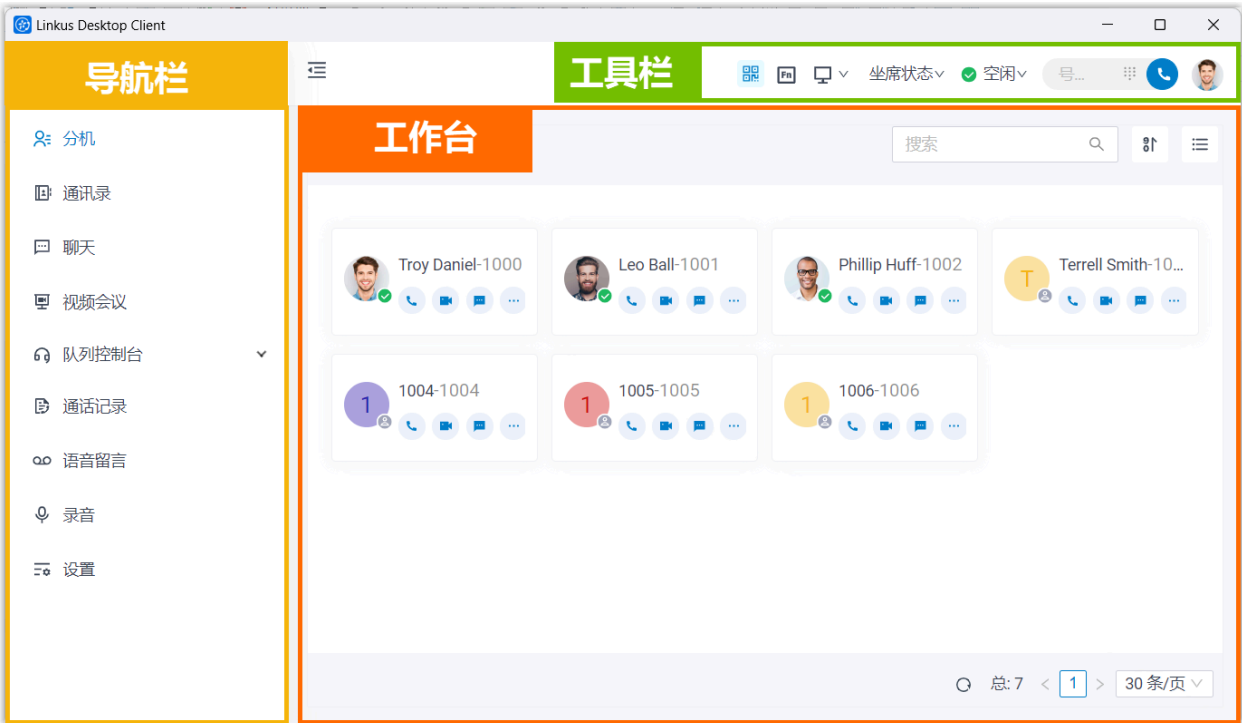 Linkus Desktop Client
导航栏
工具栏
Fn
坐席状态
空闲
号...
工作台
搜索
分机
通讯录
聊天
视频会议
队列控制台
通话记录
语音留言
录音
设置
Troy Daniel-1000
Leo Ball-1001
Phillip Huff-1002
T
Terrell Smith-10...
1
1004-1004
1
1005-1005
1
1006-1006
总: 7
1
30 条/页